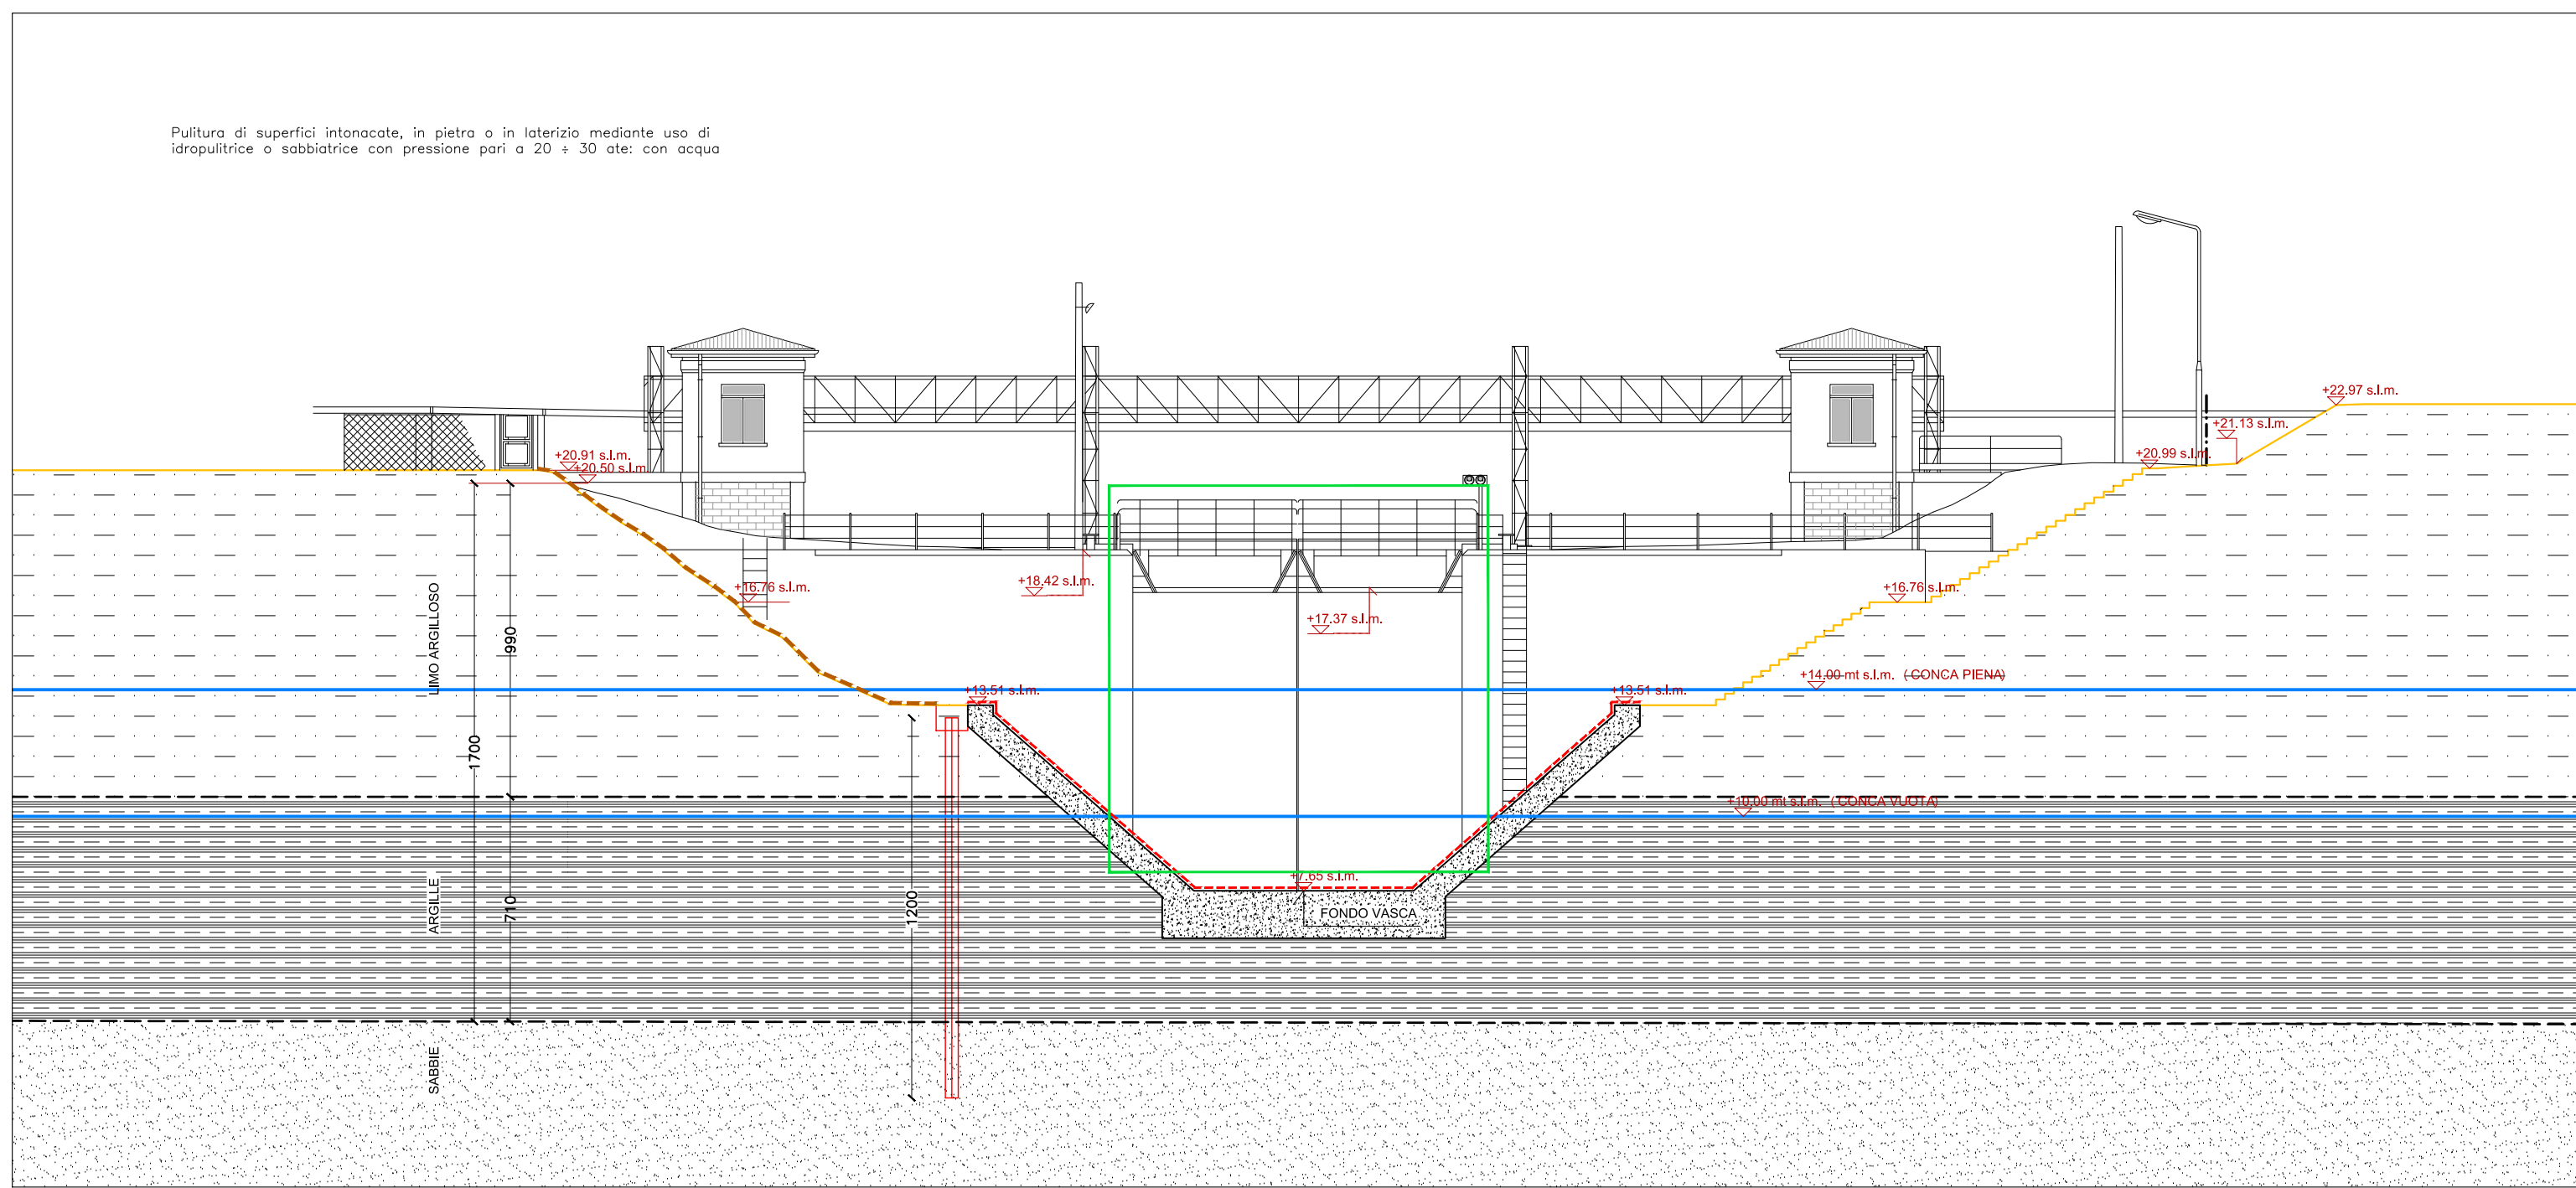 Pulitura di superfici intonacate, in pietra o in laterizio mediante uso di
idropulitrice o sabbiatrice con pressione pari a 20 ÷ 30 ate: con acqua
+22.97 s.l.m.
+21.13 s.l.m.
+20.91 s.l.m.
+20.50 s.l.m.
+20.99 s.l.m.
+18.42 s.l.m.
+16.76 s.l.m.
+16.76 s.l.m.
+17.37 s.l.m.
LIMO ARGILLOSO
990
+14.00 mt s.l.m. (CONCA PIENA)
+13.51 s.l.m.
+13.51 s.l.m.
1700
+10.00 mt s.l.m. (CONCA VUOTA)
+7.65 s.l.m.
ARGILLE
710
1200
FONDO VASCA
SABBIE